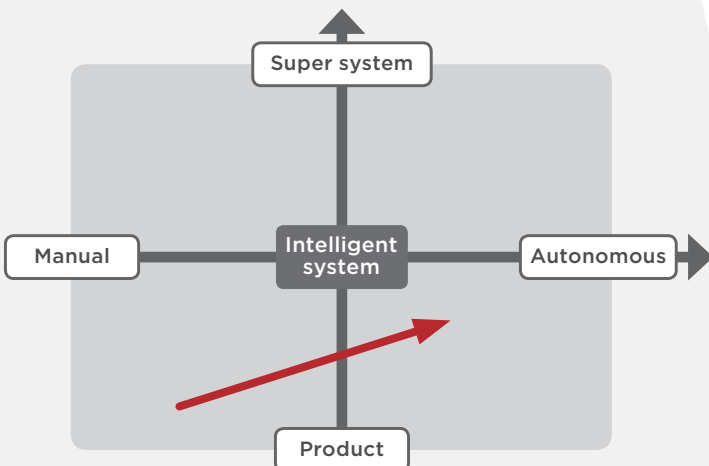 Super system
Manual
Intelligent
system
Autonomous
Product